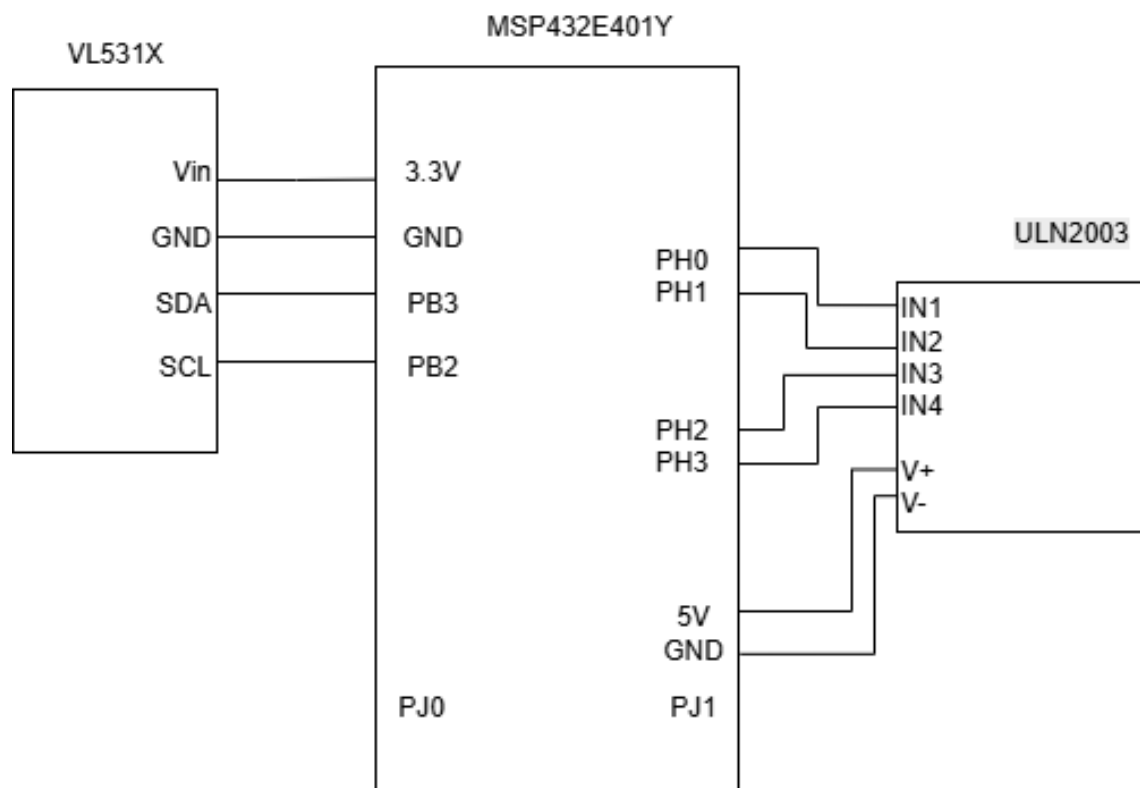 MSP432E401Y
VL531X
Vin
GND
SDA
SCL
3.3V
GND
PB3
PB2
PH0
PH1
PH2
PH3
5V
GND
PJ0
PJ1
ULN2003
IN1
IN2
IN3
IN4
V+
V-